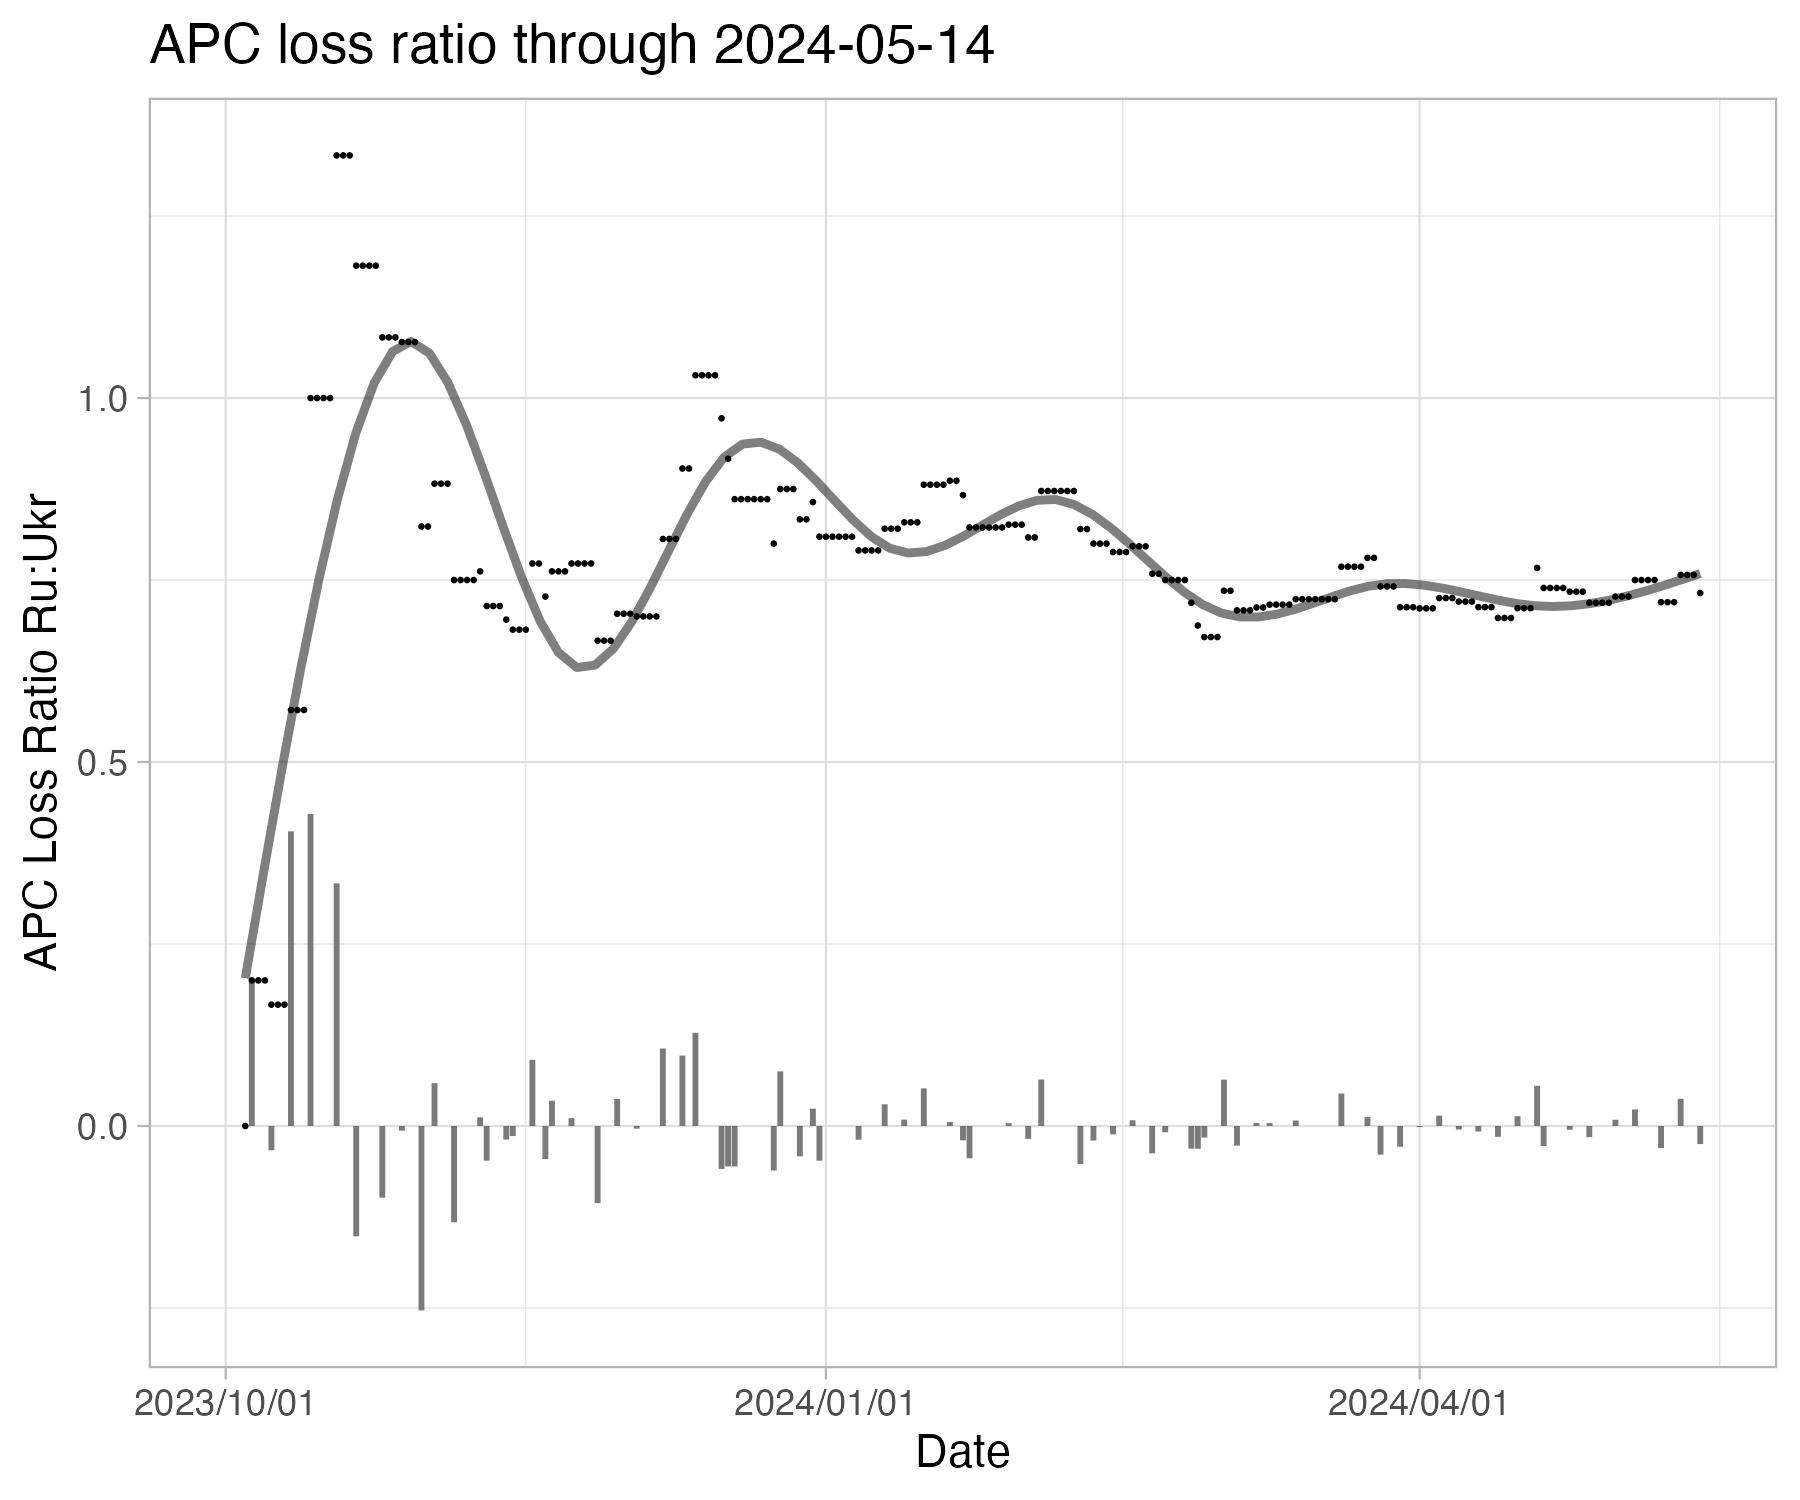 APC loss ratio through 2024-05-14
APC Loss Ratio Ru:Ukr
1.0
0.5
0.0
2023/10/01
2024/01/01
2024/04/01
Date